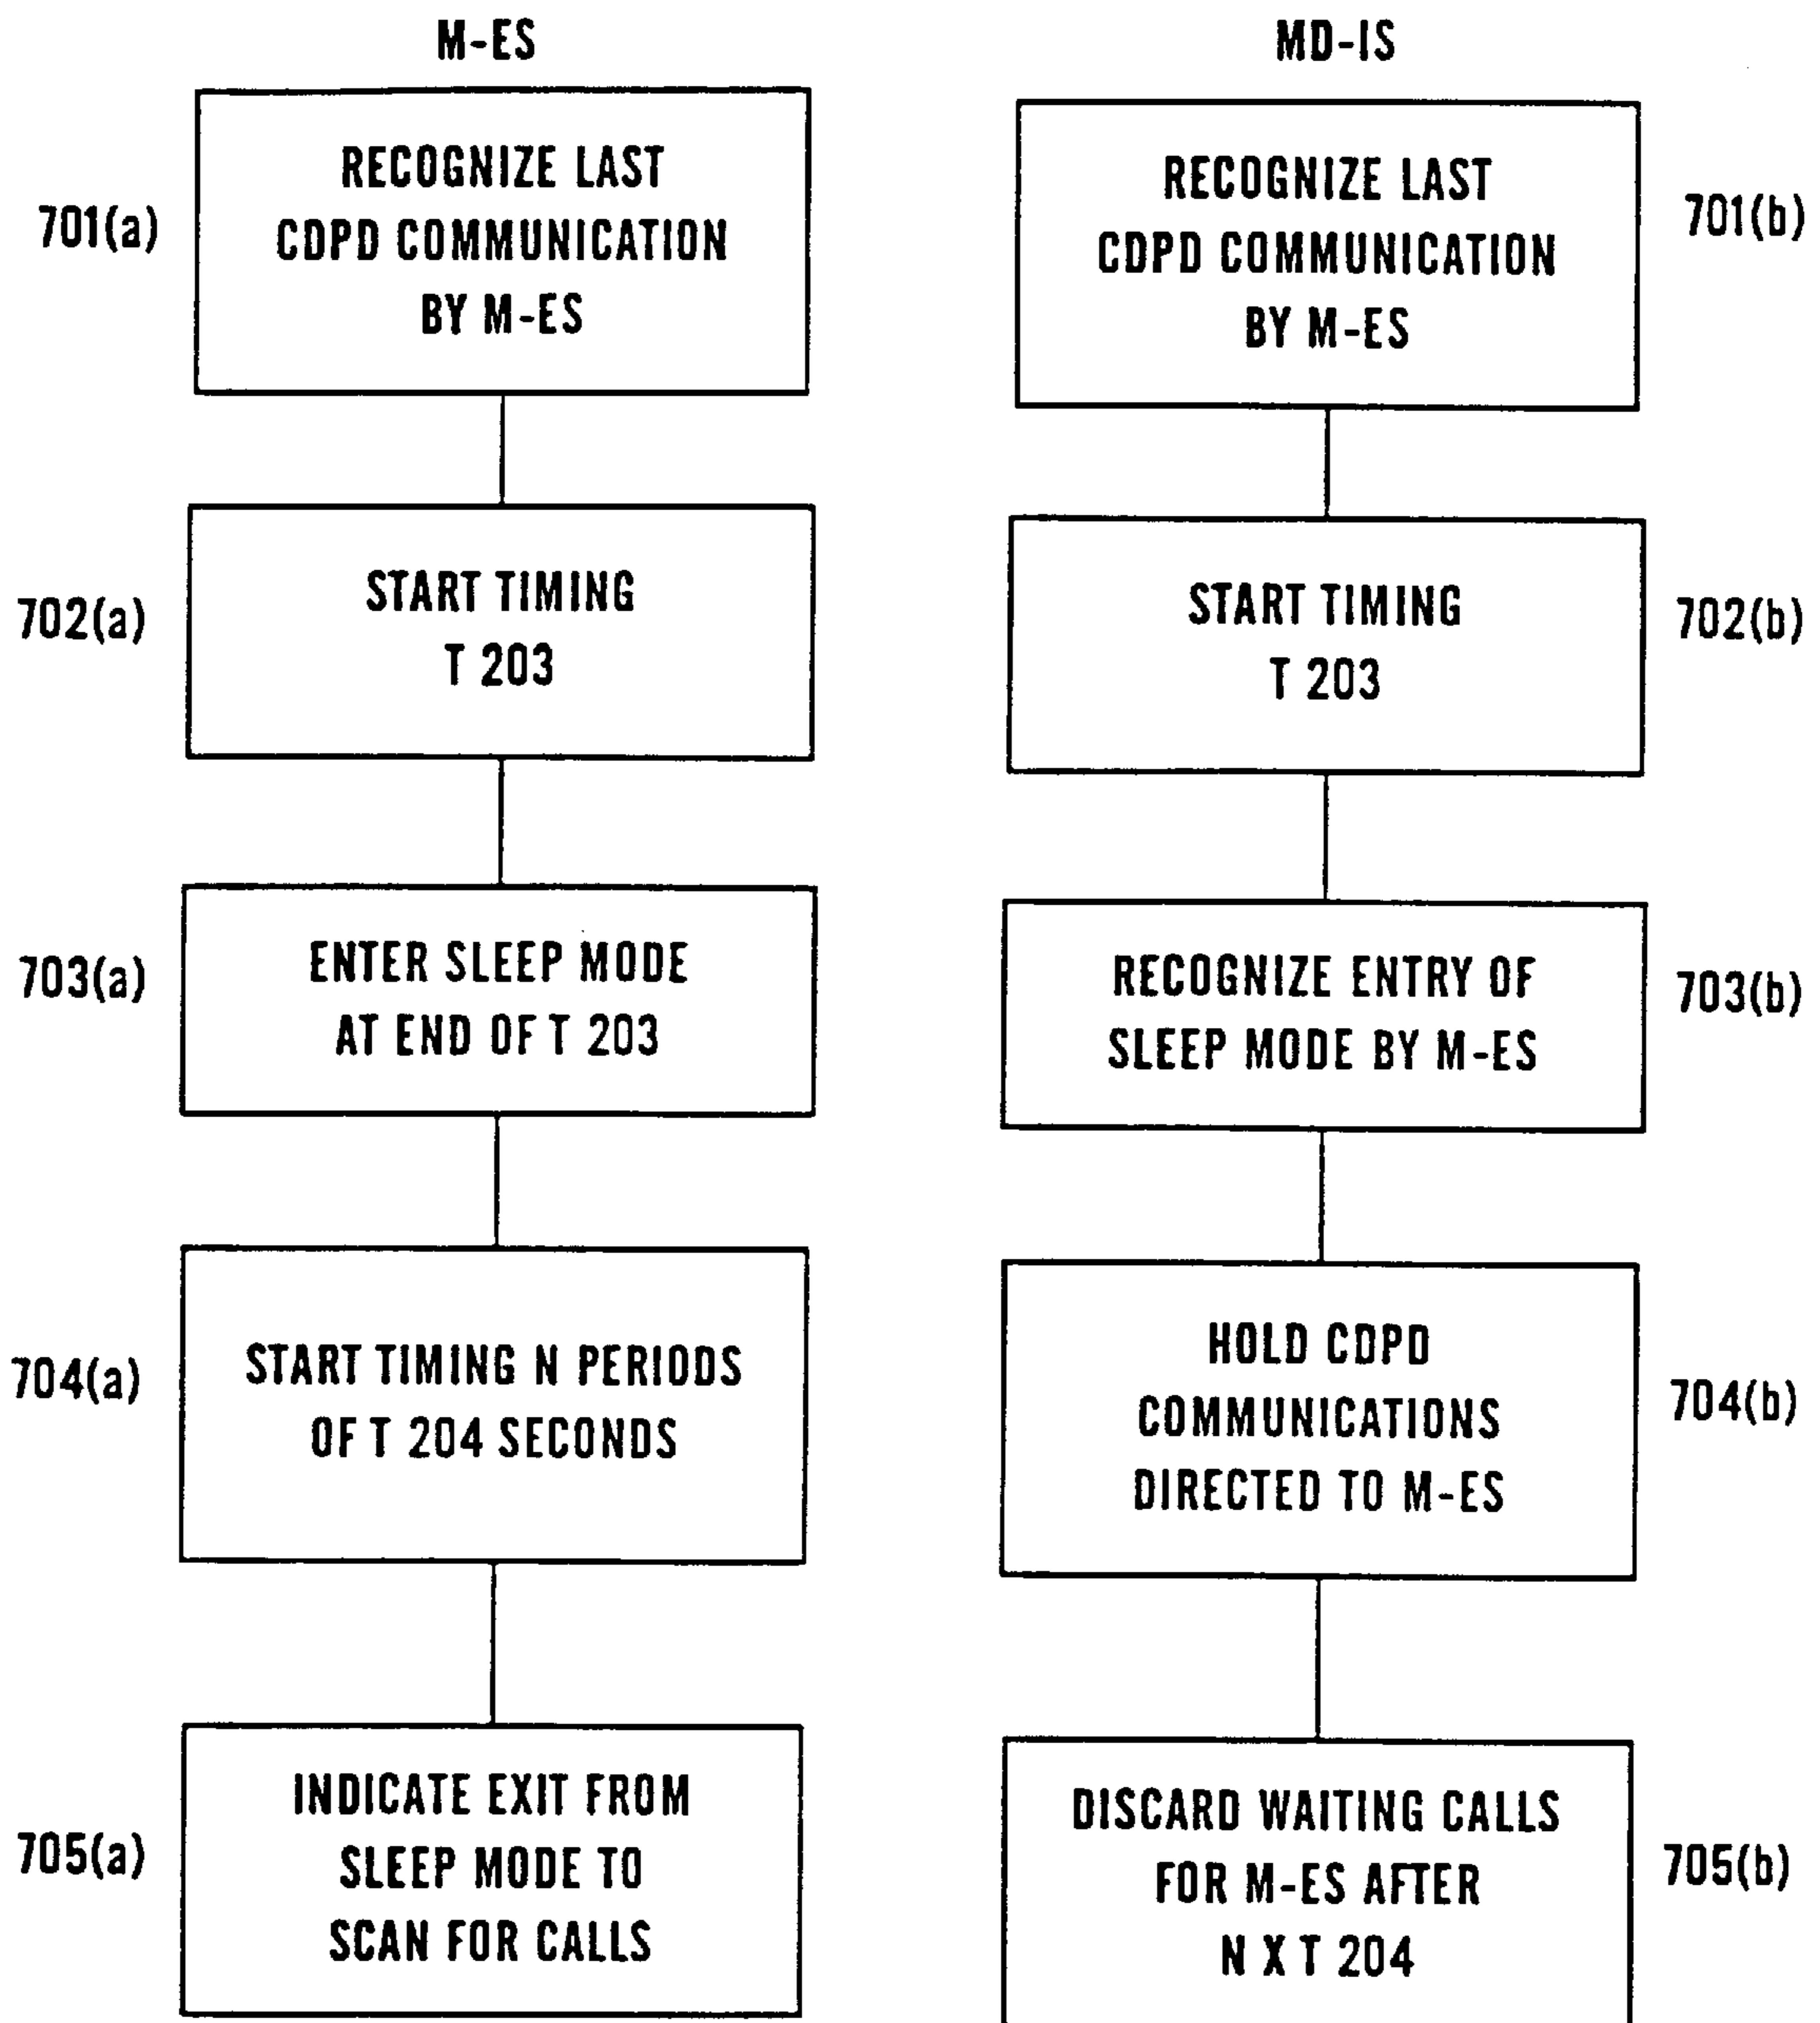 M-ES
701(a)
RECOGNIZE LAST
CDPD COMMUNICATION
BY M-ES
702(a)
START TIMING
T 203
703(a)
ENTER SLEEP MODE
AT END OF T 203
704(a)
START TIMING N PERIODS
OF T 204 SECONDS
705(a)
INDICATE EXIT FROM
SLEEP MODE TO
SCAN FOR CALLS
MD-IS
RECOGNIZE LAST
CDPD COMMUNICATION
BY M-ES
701(b)
START TIMING
T 203
702(b)
RECOGNIZE ENTRY OF
SLEEP MODE BY M-ES
703(b)
HOLD CDPD
COMMUNICATIONS
DIRECTED TO M-ES
704(b)
DISCARD WAITING CALLS
FOR M-ES AFTER
N X T 204
705(b)